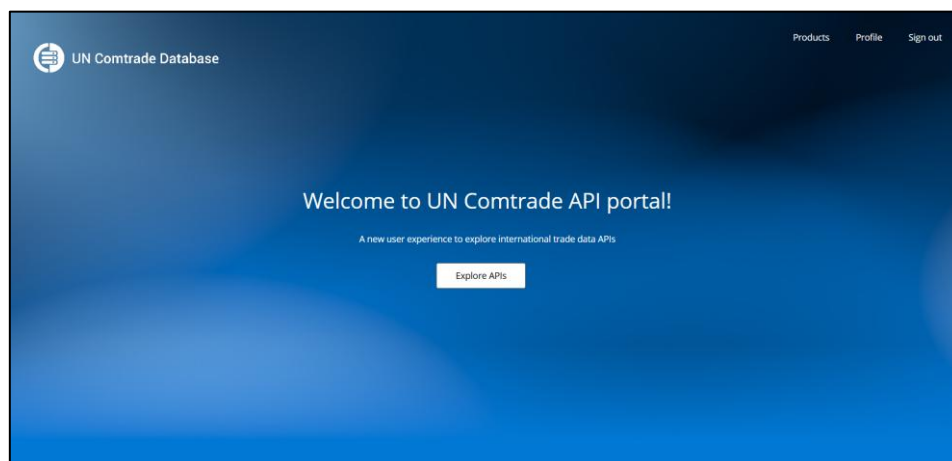 Products Profile Sign out
UN Comtrade Database
Welcome to UN Comtrade API portal!
A new user experience to explore international trade data APIs
Explore APIs